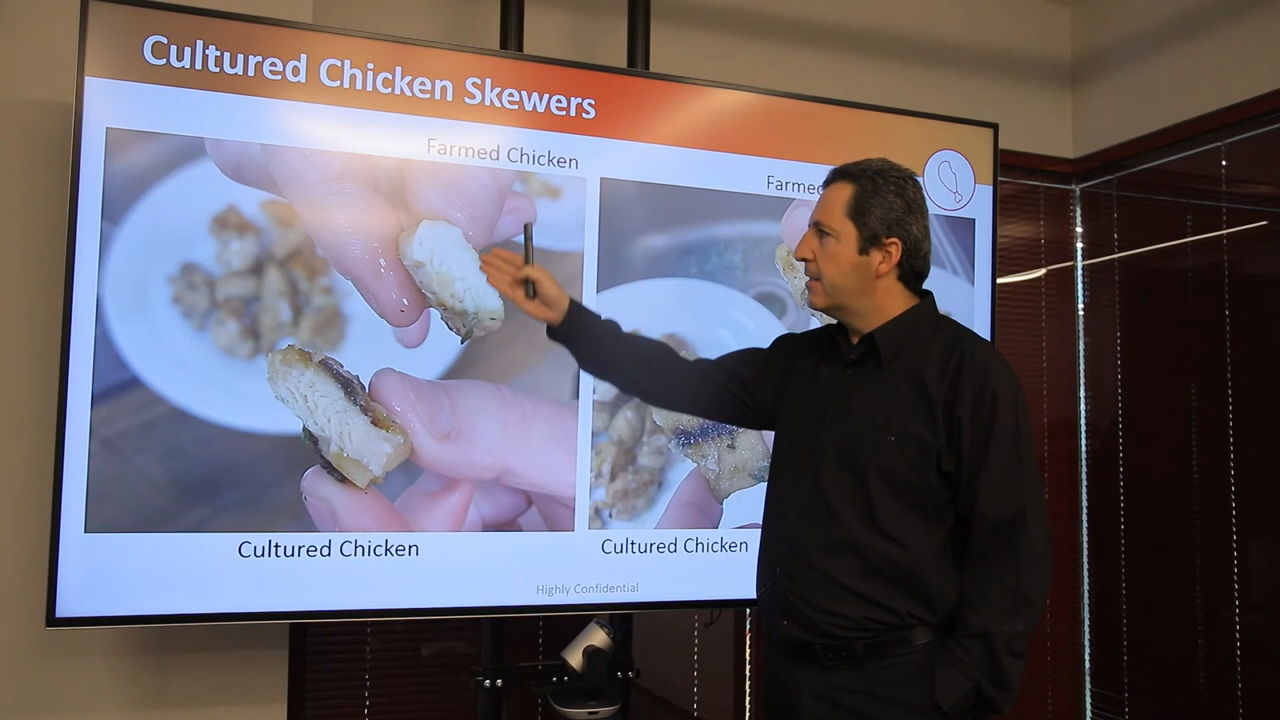 Cultured Chicken Skewers
Farmed Chicken
Farmed
Cultured Chicken
Cultured Chicken
Highly Confidential